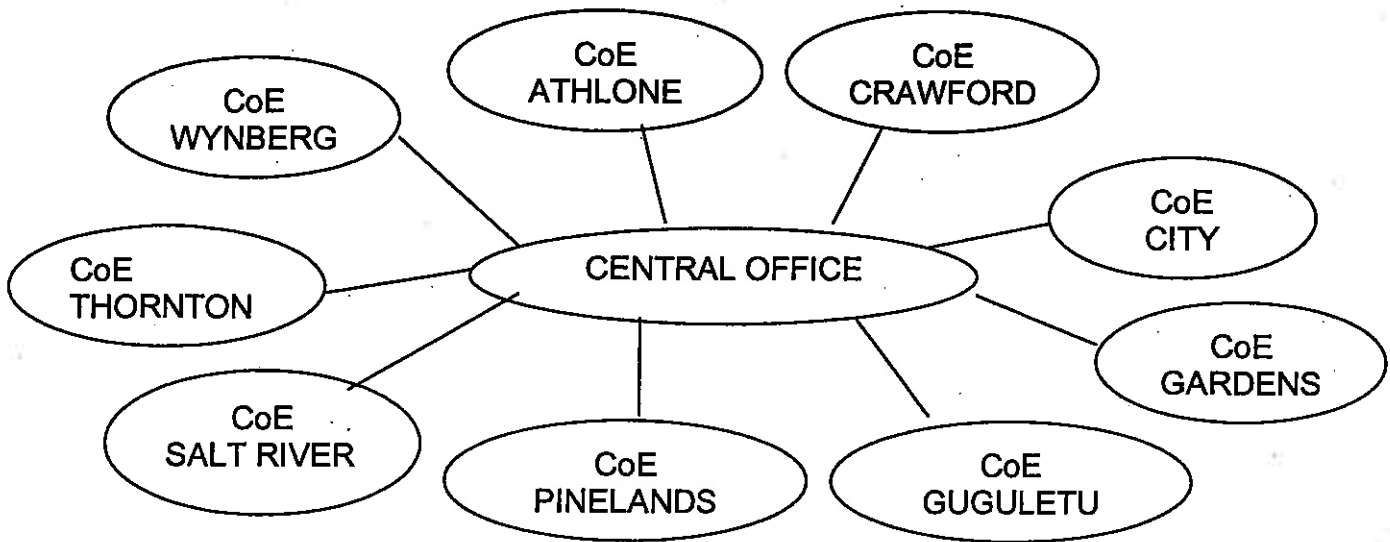 CoE
ATHLONE
CoE
CRAWFORD
CoE
WYNBERG
CoE
CITY
CENTRAL OFFICE
CoE
THORNTON
CoE
GARDENS
CoE
SALT RIVER
CoE
PINELANDS
CoE
GUGULETU